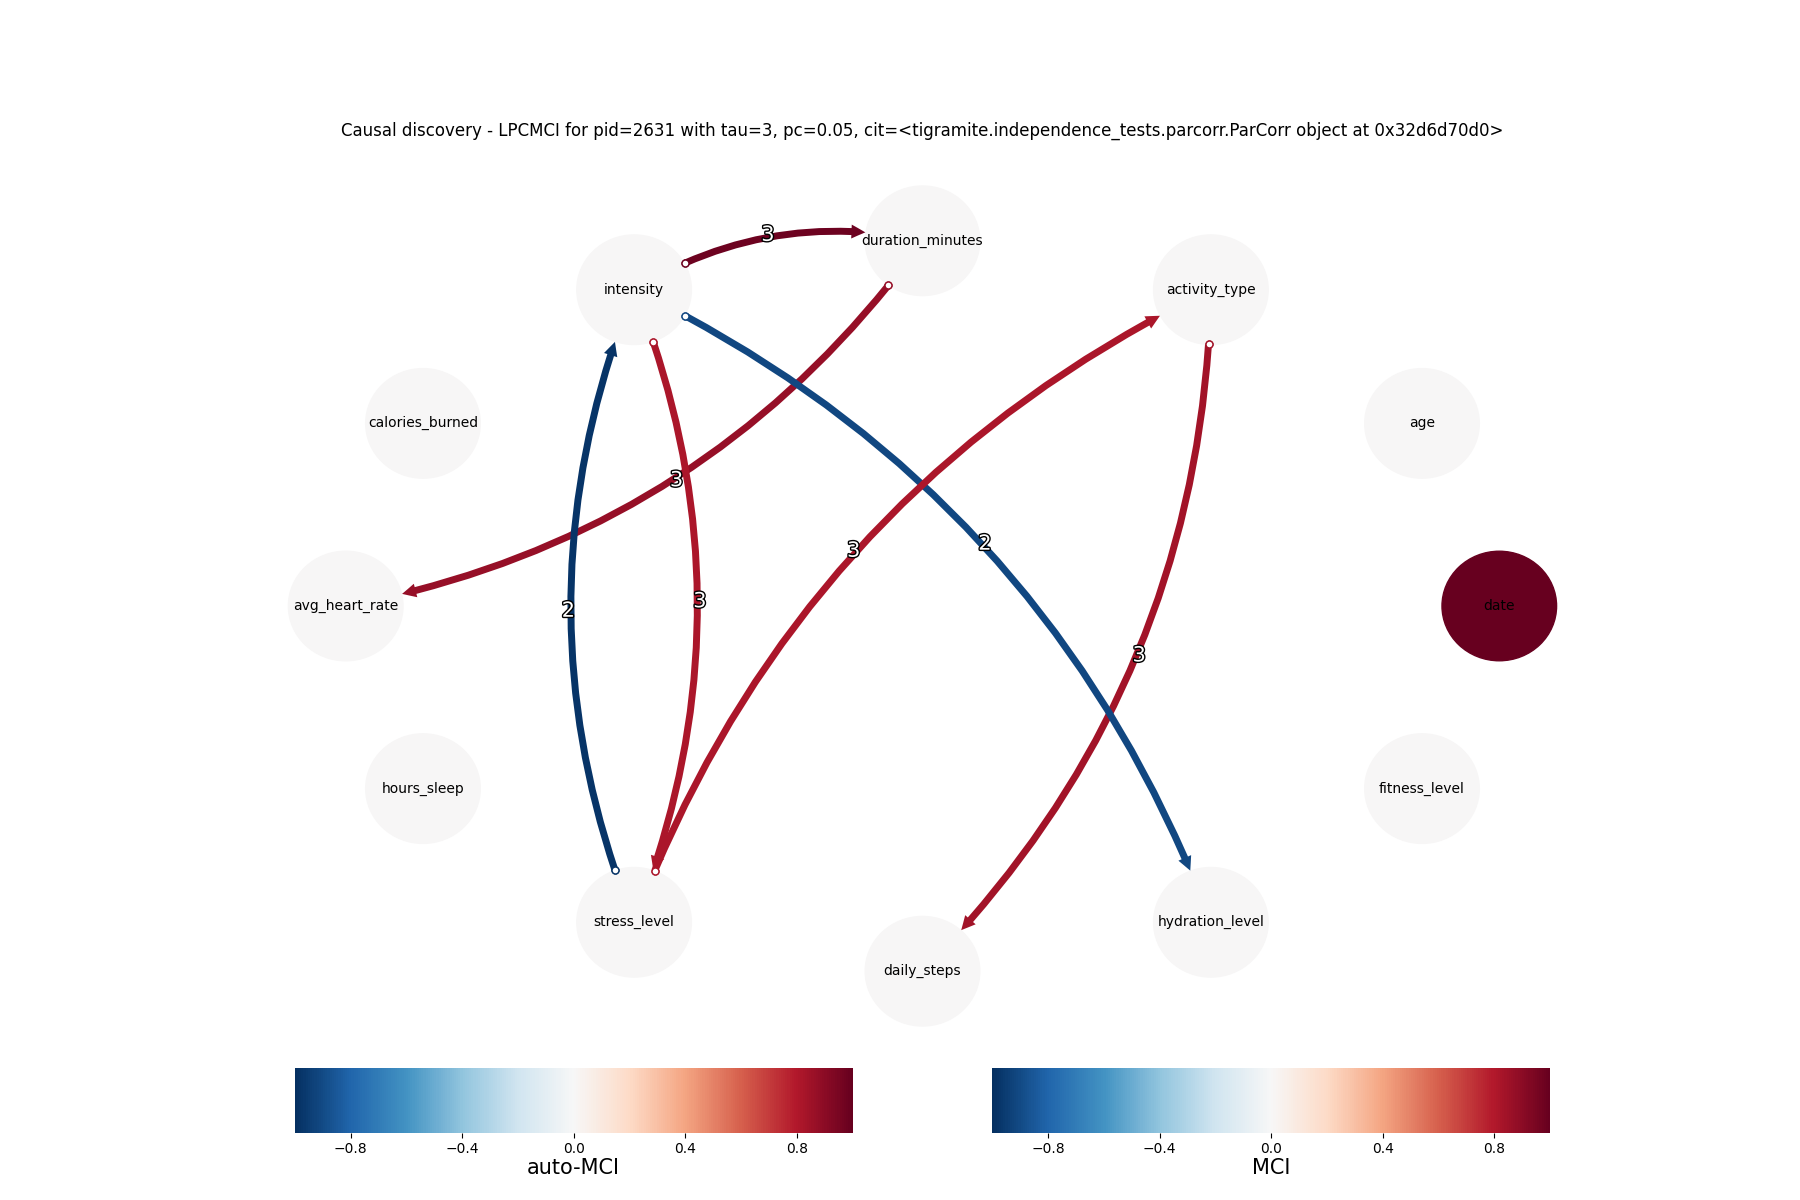 Causal discovery - LPCMCI for pid=2631 with tau=3, pc=0.05, cit=<tigramite.independence_tests.parcorr.ParCorr object at 0x32d6d70d0>
3
duration_minutes
intensity
activity_type
calories_burned
age
3
3
2
avg_heart_rate
2
3
date
3
hours_sleep
fitness_level
stress_level
hydration_level
daily_steps
−0.8 −0.4 0.0 0.4 0.8
auto-MCI
−0.8 −0.4 0.0 0.4 0.8
MCI